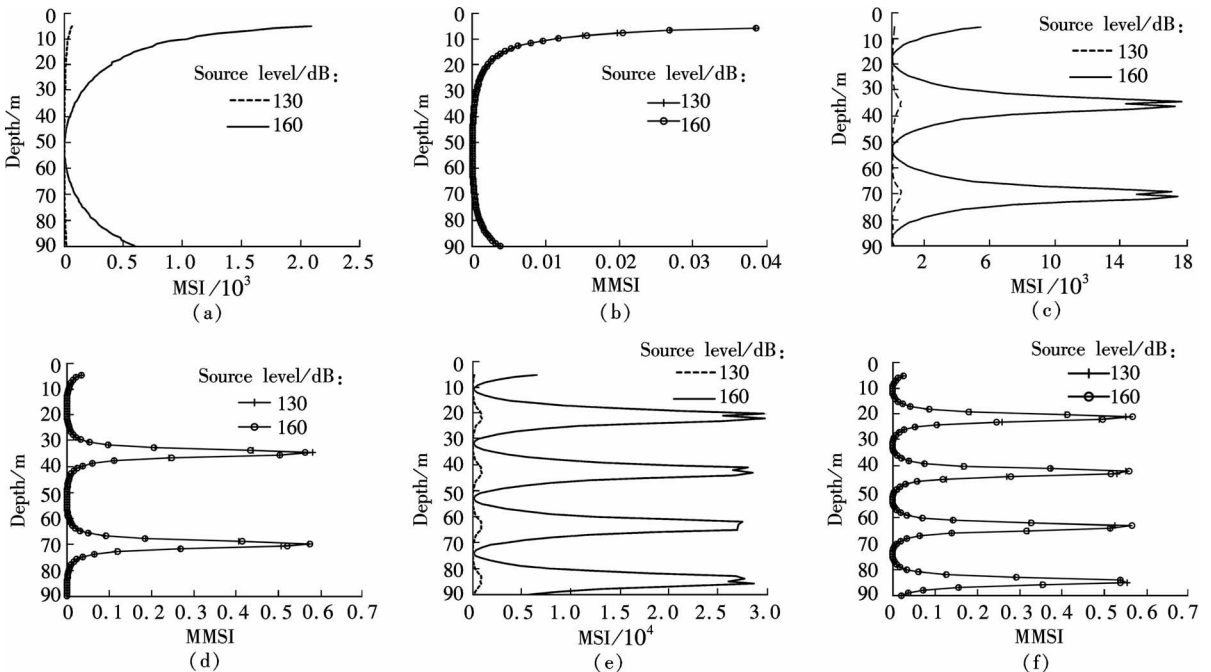 0
10
20
30
40
50
60
70
80
90
Depth/m
Source level/dB:
130
160
0 0.5 1.0 1.5 2.0 2.5
MSI/10³
(a)
0
10
20
30
40
50
60
70
80
90
Depth/m
Source level/dB:
130
160
0 0.01 0.02 0.03 0.04
MMSI
(b)
0
10
20
30
40
50
60
70
80
90
Depth/m
Source level/dB:
130
160
2 6 10 14 18
MSI/10³
(c)
0
10
20
30
40
50
60
70
80
90
Depth/m
Source level/dB:
130
160
0 0.1 0.2 0.3 0.4 0.5 0.6 0.7
MMSI
(d)
0
10
20
30
40
50
60
70
80
90
Depth/m
Source level/dB:
130
160
0 0.5 1.0 1.5 2.0 2.5 3.0
MSI/10⁴
(e)
0
10
20
30
40
50
60
70
80
90
Depth/m
Source level/dB:
130
160
0 0.1 0.2 0.3 0.4 0.5 0.6 0.7
MMSI
(f)